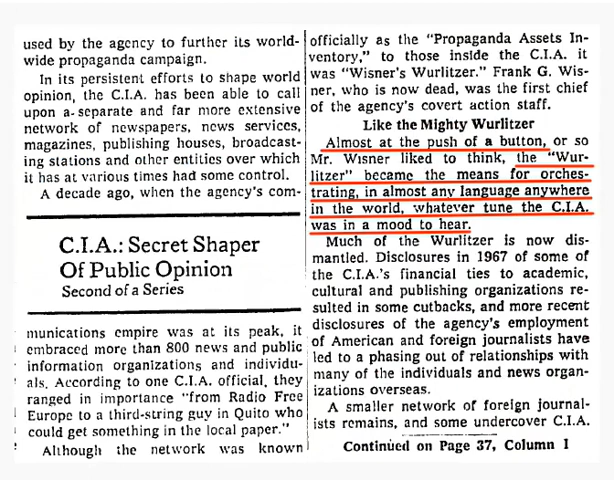 used by the agency to further its world-
wide propaganda campaign.
In its persistent efforts to shape world
opinion, the C.I.A. has been able to call
upon a separate and far more extensive
network of newspapers, news services,
magazines, publishing houses, broadcast-
ing stations and other entities over which
it has at various times had some control.
A decade ago, when the agency's com-
C.I.A.: Secret Shaper
Of Public Opinion
Second of a Series
munications empire was at its peak, it
embraced more than 800 news and public
information organizations and individu-
als. According to one C.I.A. official, they
ranged in importance "from Radio Free
Europe to a third-string guy in Quito who
could get something in the local paper."
Although the network was known
officially as the "Propaganda Assets In-
ventory," to those inside the C.I.A. it
was "Wisner's Wurlitzer." Frank G. Wis-
ner, who is now dead, was the first chief
of the agency's covert action staff.
Like the Mighty Wurlitzer
Almost at the push of a button, or so
Mr. Wisner liked to think, the "Wur-
litzer" became the means for orches-
trating, in almost any language anywhere
in the world, whatever tune the C.I.A.
was in a mood to hear.
Much of the Wurlitzer is now dis-
mantled. Disclosures in 1967 of some of
the C.I.A.'s financial ties to academic,
cultural and publishing organizations re-
sulted in some cutbacks, and more recent
disclosures of the agency's employment
of American and foreign journalists have
led to a phasing out of relationships with
many of the individuals and news organ-
izations overseas.
A smaller network of foreign journal-
ists remains, and some undercover C.I.A.
Continued on Page 37, Column 1